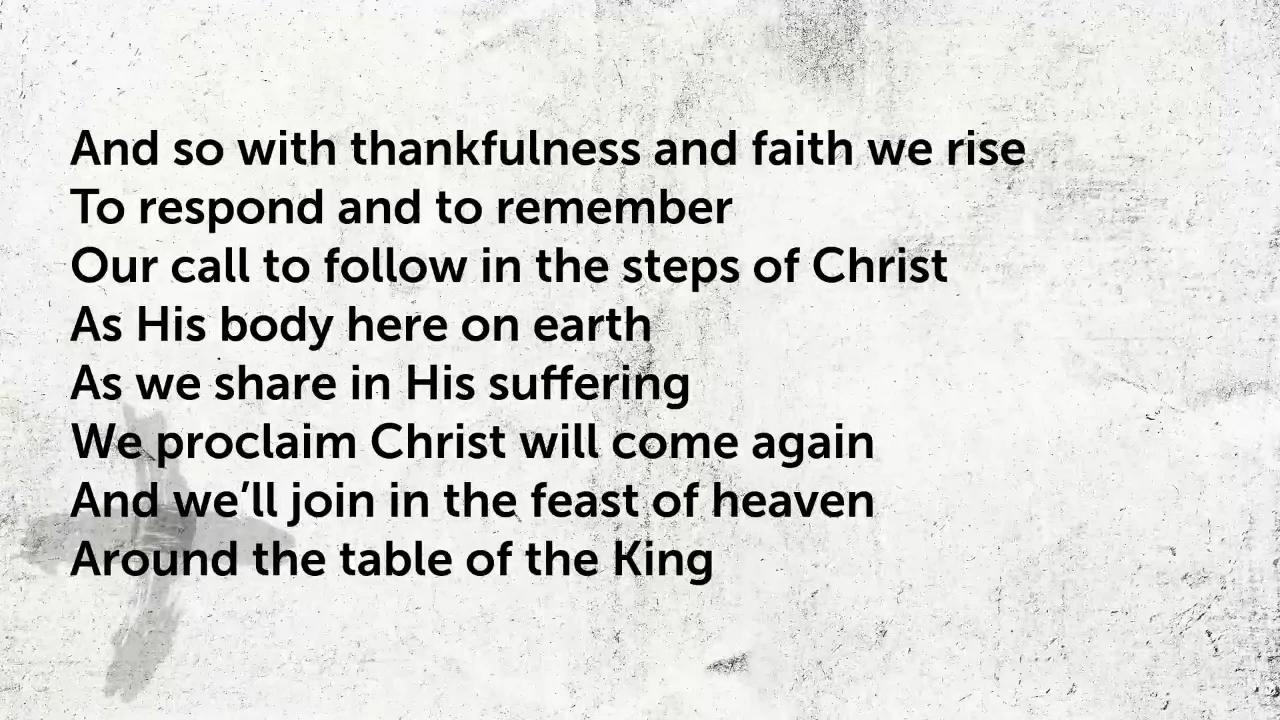 And so with thankfulness and faith we rise
To respond and to remember
Our call to follow in the steps of Christ
As His body here on earth
As we share in His suffering
We proclaim Christ will come again
And we’ll join in the feast of heaven
Around the table of the King